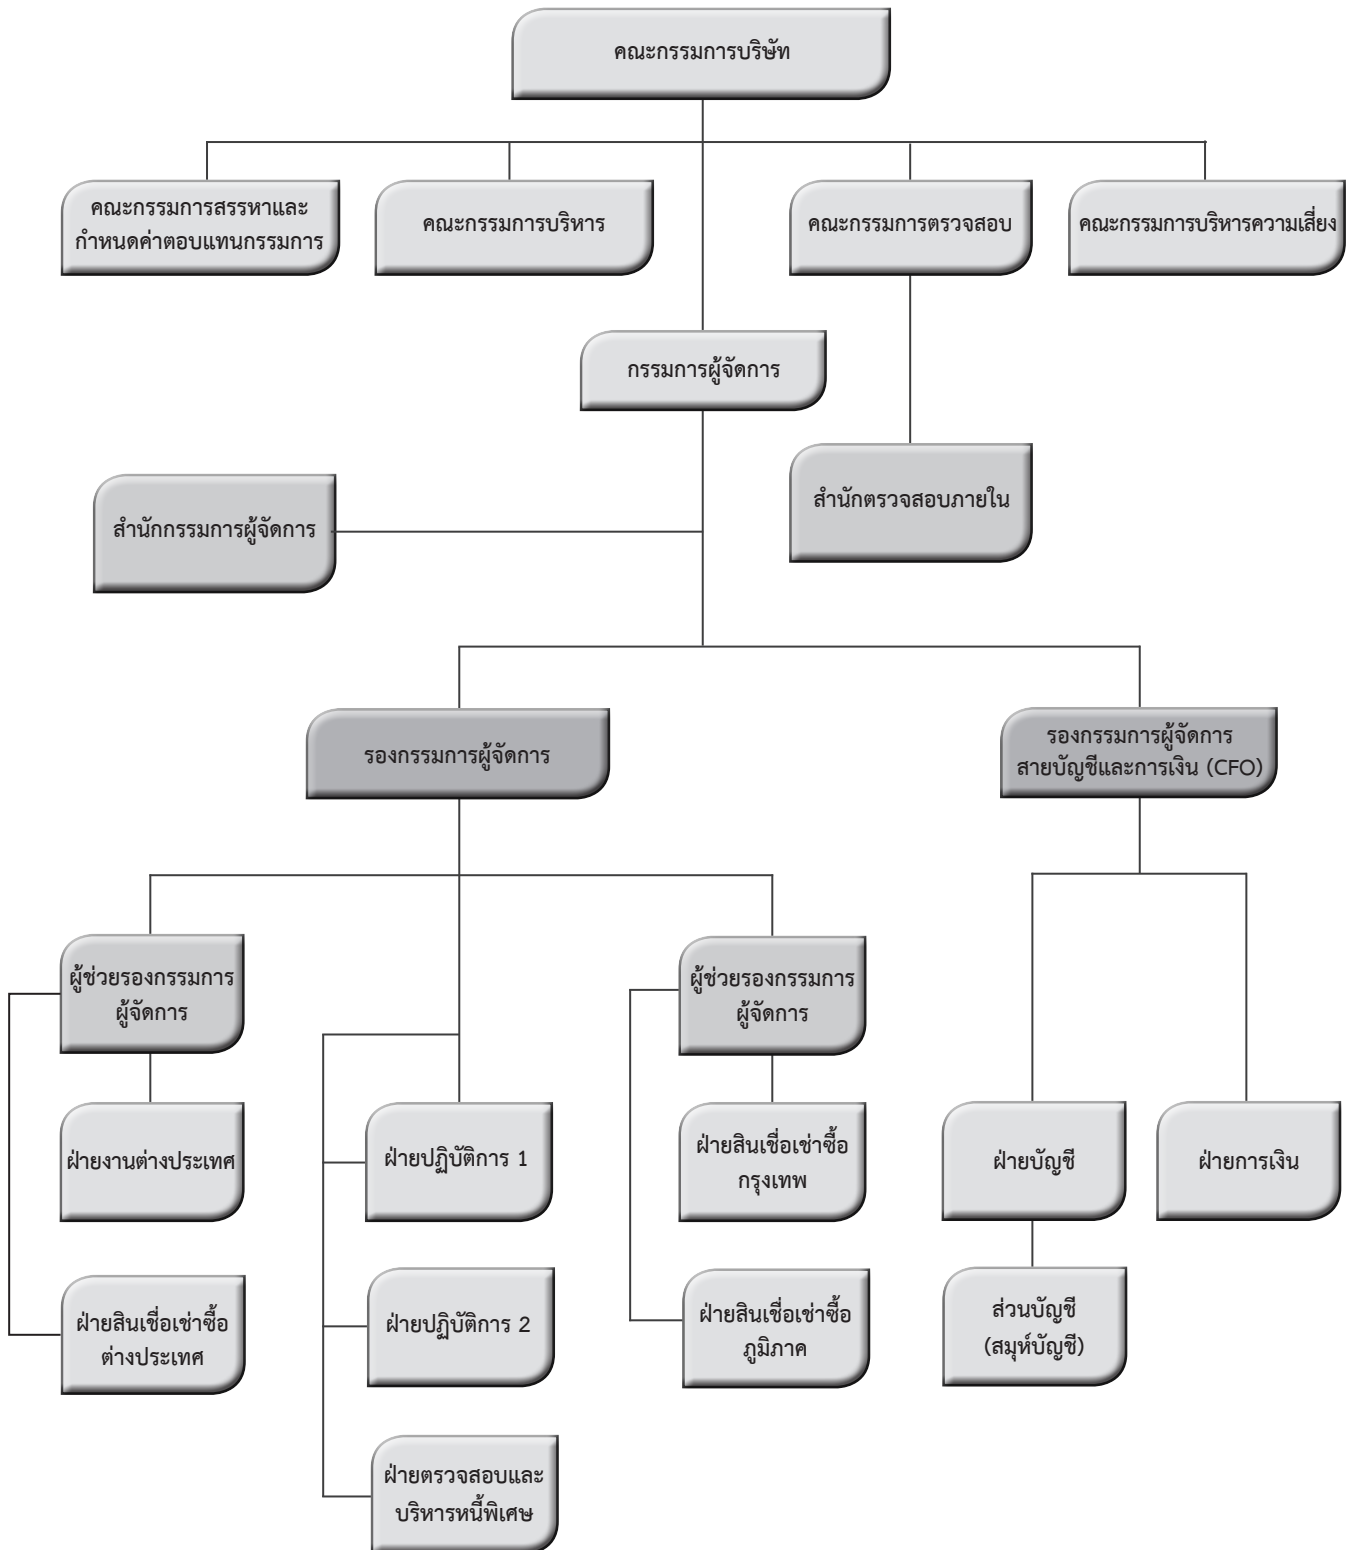 คณะกรรมการบริษัท
คณะกรรมการสรรหาและ
กำหนดค่าตอบแทนกรรมการ
คณะกรรมการบริหาร
คณะกรรมการตรวจสอบ
คณะกรรมการบริหารความเสี่ยง
กรรมการผู้จัดการ
สำนักกรรมการผู้จัดการ
สำนักตรวจสอบภายใน
รองกรรมการผู้จัดการ
รองกรรมการผู้จัดการ
สายบัญชีและการเงิน (CFO)
ผู้ช่วยรองกรรมการ
ผู้จัดการ
ผู้ช่วยรองกรรมการ
ผู้จัดการ
ฝ่ายงานต่างประเทศ
ฝ่ายปฏิบัติการ 1
ฝ่ายสินเชื่อเช่าซื้อ
กรุงเทพ
ฝ่ายบัญชี
ฝ่ายการเงิน
ฝ่ายสินเชื่อเช่าซื้อ
ต่างประเทศ
ฝ่ายปฏิบัติการ 2
ฝ่ายสินเชื่อเช่าซื้อ
ภูมิภาค
ส่วนบัญชี
(สมุห์บัญชี)
ฝ่ายตรวจสอบและ
บริหารหนี้พิเศษ